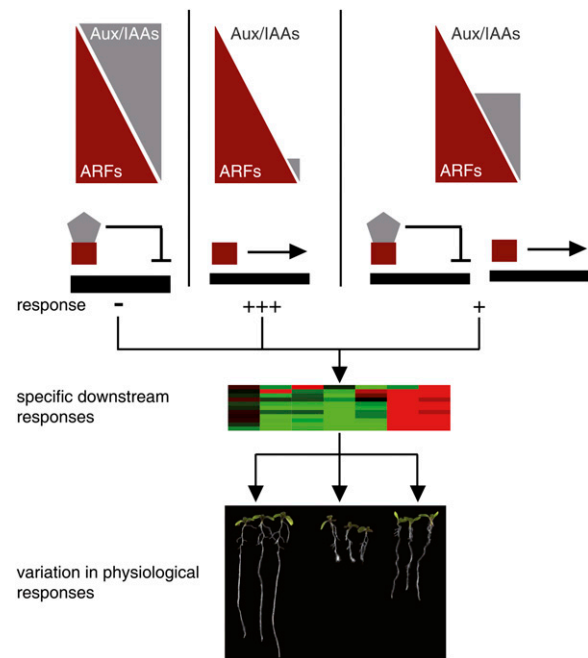 Aux/IAAs Aux/IAAs Aux/IAAs
ARFs ARFs ARFs
response - +++ +
specific downstream
responses
variation in physiological
responses